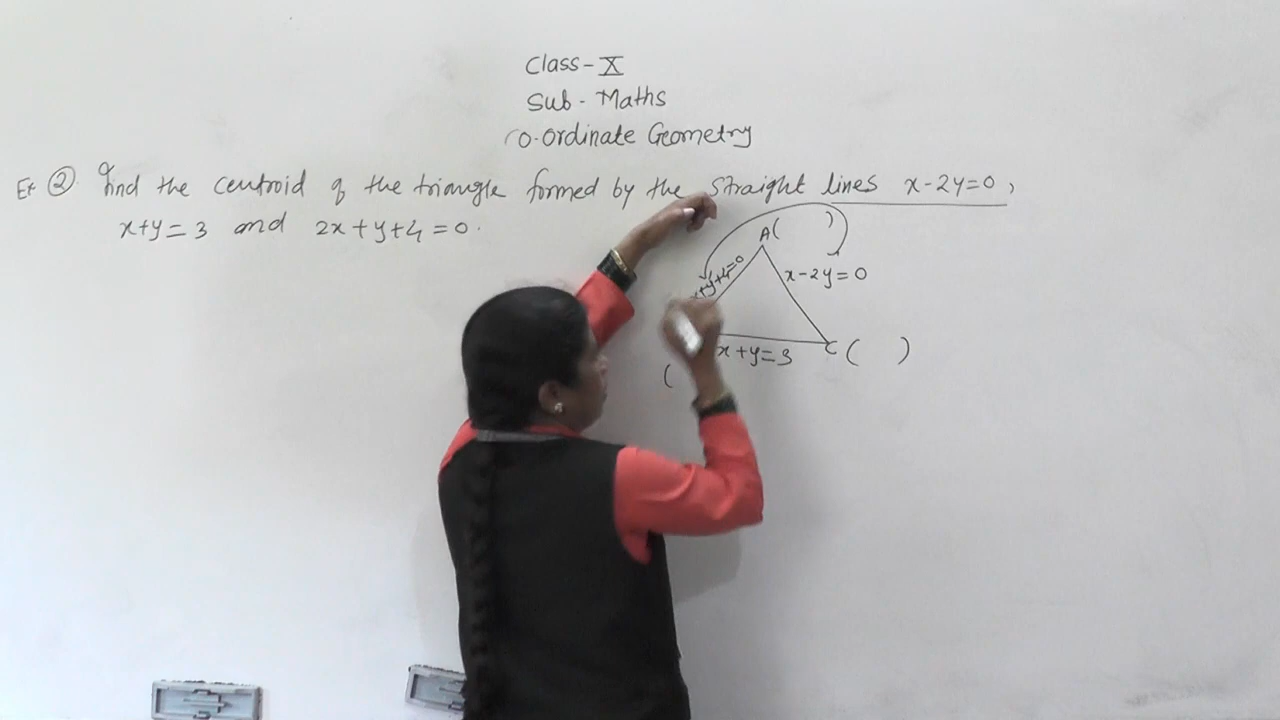 Class-X
Sub- Maths
Co-ordinate Geometry
Ex ② Find the centroid of the triangle formed by the straight lines x-2y=0,
x+y=3 and 2x+y+4=0.
A( )
x+y+4=0
x-2y=0
x+y=3
C( )
(